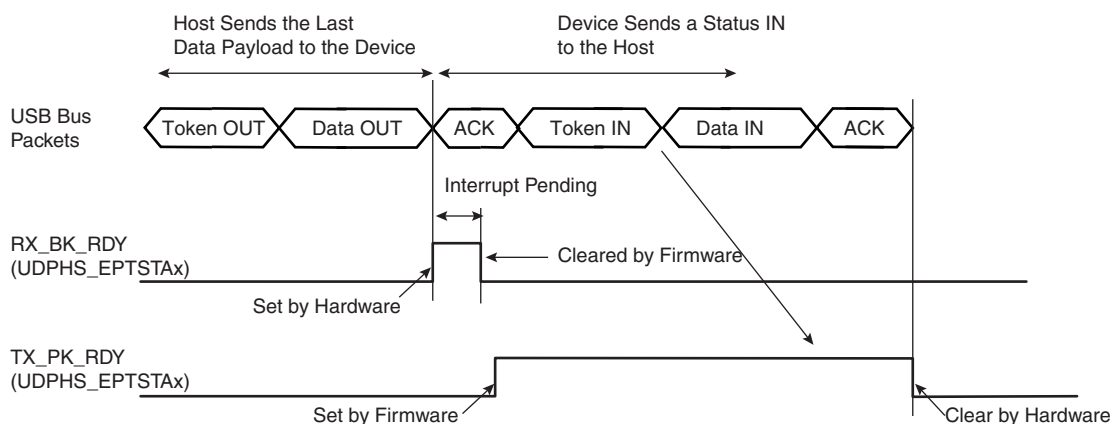 Host Sends the Last
Data Payload to the Device
Device Sends a Status IN
to the Host
USB Bus
Packets
Token OUT
Data OUT
ACK
Token IN
Data IN
ACK
Interrupt Pending
RX_BK_RDY
(UDPHS_EPTSTAx)
Cleared by Firmware
Set by Hardware
TX_PK_RDY
(UDPHS_EPTSTAx)
Set by Firmware
Clear by Hardware